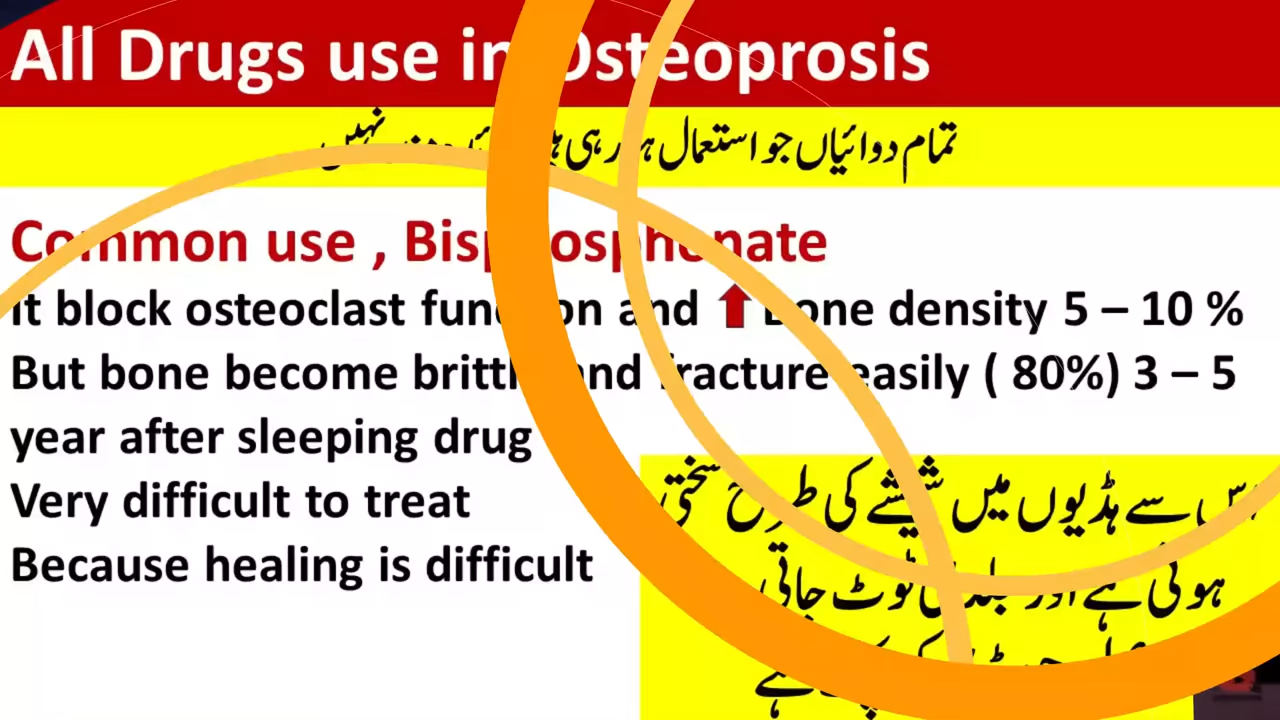 All Drugs use in Osteoprosis
تمام دوائیاں جو استعمال ہو رہی نہیں
Common use , Bisphosphonate
It block osteoclast function and Bone density 5 – 10 %
But bone become brittle and fracture easily ( 80%) 3 – 5
year after sleeping drug
Very difficult to treat
Because healing is difficult
اس سے ہڈیوں میں شیشے کی طرح سختی
ہوتی ہے اور جلدی ٹوٹ جاتی